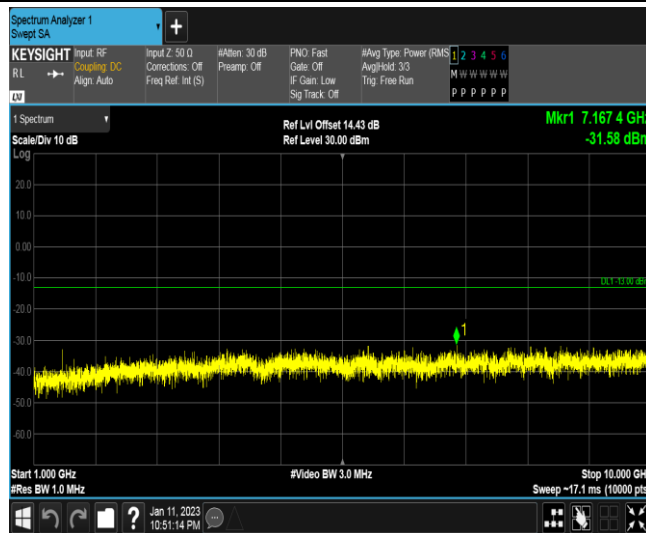 Spectrum Analyzer 1
Swept SA
+
KEYSIGHT
RL
LXI
Input: RF
Coupling: DC
Align: Auto
Input Z: 50 Ω
Corrections: Off
Freq Ref: Int (S)
#Atten: 30 dB
Preamp: Off
PNO: Fast
Gate: Off
IF Gain: Low
Sig Track: Off
#Avg Type: Power (RMS
Avg|Hold: 3/3
Trig: Free Run
1 2 3 4 5 6
M W W W W W
P P P P P P
1 Spectrum
Scale/Div 10 dB
Log
Ref Lvl Offset 14.43 dB
Ref Level 30.00 dBm
Mkr1 7.167 4 GHz
-31.58 dBm
20.0
10.0
0.00
-10.0
DL1 -13.00 dBm
-20.0
-30.0
1
-40.0
-50.0
-60.0
Start 1.000 GHz
#Res BW 1.0 MHz
#Video BW 3.0 MHz
Stop 10.000 GHz
Sweep ~17.1 ms (10000 pts)
?
Jan 11, 2023
10:51:14 PM